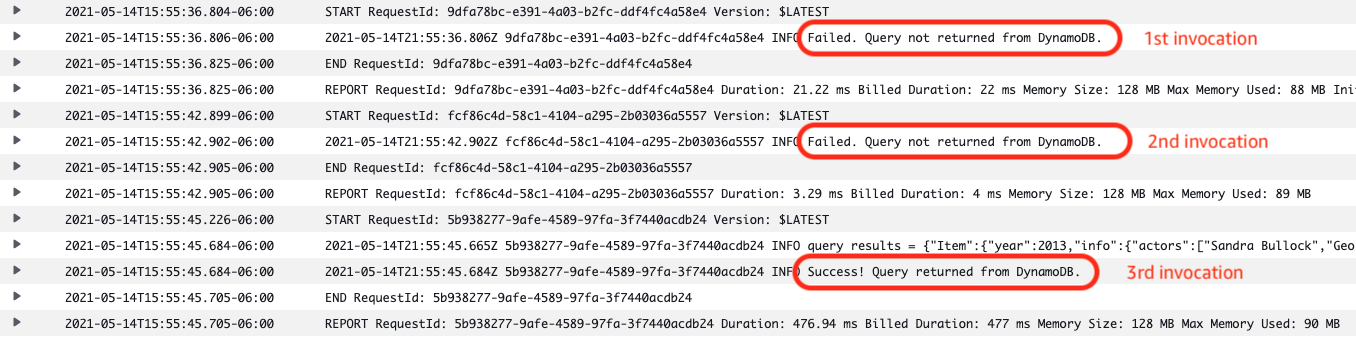 2021-05-14T15:55:36.804-06:00 START RequestId: 9dfa78bc-e391-4a03-b2fc-ddf4fc4a58e4 Version: $LATEST
2021-05-14T15:55:36.806-06:00 2021-05-14T21:55:36.806Z 9dfa78bc-e391-4a03-b2fc-ddf4fc4a58e4 INFO Failed. Query not returned from DynamoDB. 1st invocation
2021-05-14T15:55:36.825-06:00 END RequestId: 9dfa78bc-e391-4a03-b2fc-ddf4fc4a58e4
2021-05-14T15:55:36.825-06:00 REPORT RequestId: 9dfa78bc-e391-4a03-b2fc-ddf4fc4a58e4 Duration: 21.22 ms Billed Duration: 22 ms Memory Size: 128 MB Max Memory Used: 88 MB Ini
2021-05-14T15:55:42.899-06:00 START RequestId: fcf86c4d-58c1-4104-a295-2b03036a5557 Version: $LATEST
2021-05-14T15:55:42.902-06:00 2021-05-14T21:55:42.902Z fcf86c4d-58c1-4104-a295-2b03036a5557 INFO Failed. Query not returned from DynamoDB. 2nd invocation
2021-05-14T15:55:42.905-06:00 END RequestId: fcf86c4d-58c1-4104-a295-2b03036a5557
2021-05-14T15:55:42.905-06:00 REPORT RequestId: fcf86c4d-58c1-4104-a295-2b03036a5557 Duration: 3.29 ms Billed Duration: 4 ms Memory Size: 128 MB Max Memory Used: 89 MB
2021-05-14T15:55:45.226-06:00 START RequestId: 5b938277-9afe-4589-97fa-3f7440acdb24 Version: $LATEST
2021-05-14T15:55:45.684-06:00 2021-05-14T21:55:45.665Z 5b938277-9afe-4589-97fa-3f7440acdb24 INFO query results = {"Item":{"year":2013,"info":{"actors":["Sandra Bullock","Geo
2021-05-14T15:55:45.684-06:00 2021-05-14T21:55:45.684Z 5b938277-9afe-4589-97fa-3f7440acdb24 INFO Success! Query returned from DynamoDB. 3rd invocation
2021-05-14T15:55:45.705-06:00 END RequestId: 5b938277-9afe-4589-97fa-3f7440acdb24
2021-05-14T15:55:45.705-06:00 REPORT RequestId: 5b938277-9afe-4589-97fa-3f7440acdb24 Duration: 476.94 ms Billed Duration: 477 ms Memory Size: 128 MB Max Memory Used: 90 MB